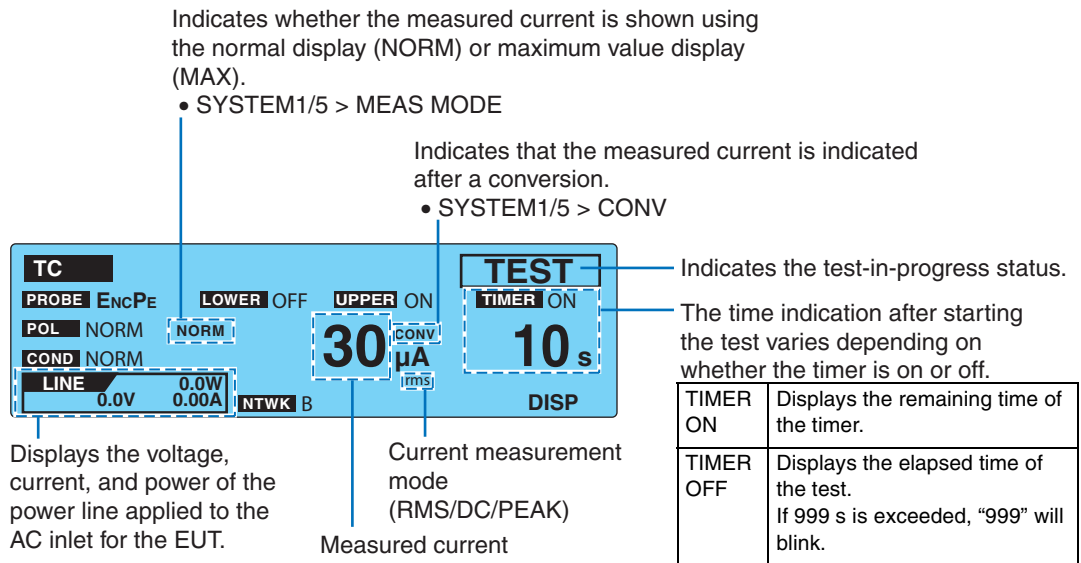 Indicates whether the measured current is shown using
the normal display (NORM) or maximum value display
(MAX).
• SYSTEM1/5 > MEAS MODE
Indicates that the measured current is indicated
after a conversion.
• SYSTEM1/5 > CONV
TC
TEST
PROBE ENCPE LOWER OFF UPPER ON TIMER ON
POL NORM NORM 30 CONV µA rms 10 s
COND NORM
LINE 0.0W
0.0V 0.00A
NTWK B
DISP
Indicates the test-in-progress status.
The time indication after starting
the test varies depending on
whether the timer is on or off.
TIMER ON
Displays the remaining time of
the timer.
TIMER OFF
Displays the elapsed time of
the test.
If 999 s is exceeded, “999” will
blink.
Displays the voltage,
current, and power of the
power line applied to the
AC inlet for the EUT.
Current measurement
mode
(RMS/DC/PEAK)
Measured current